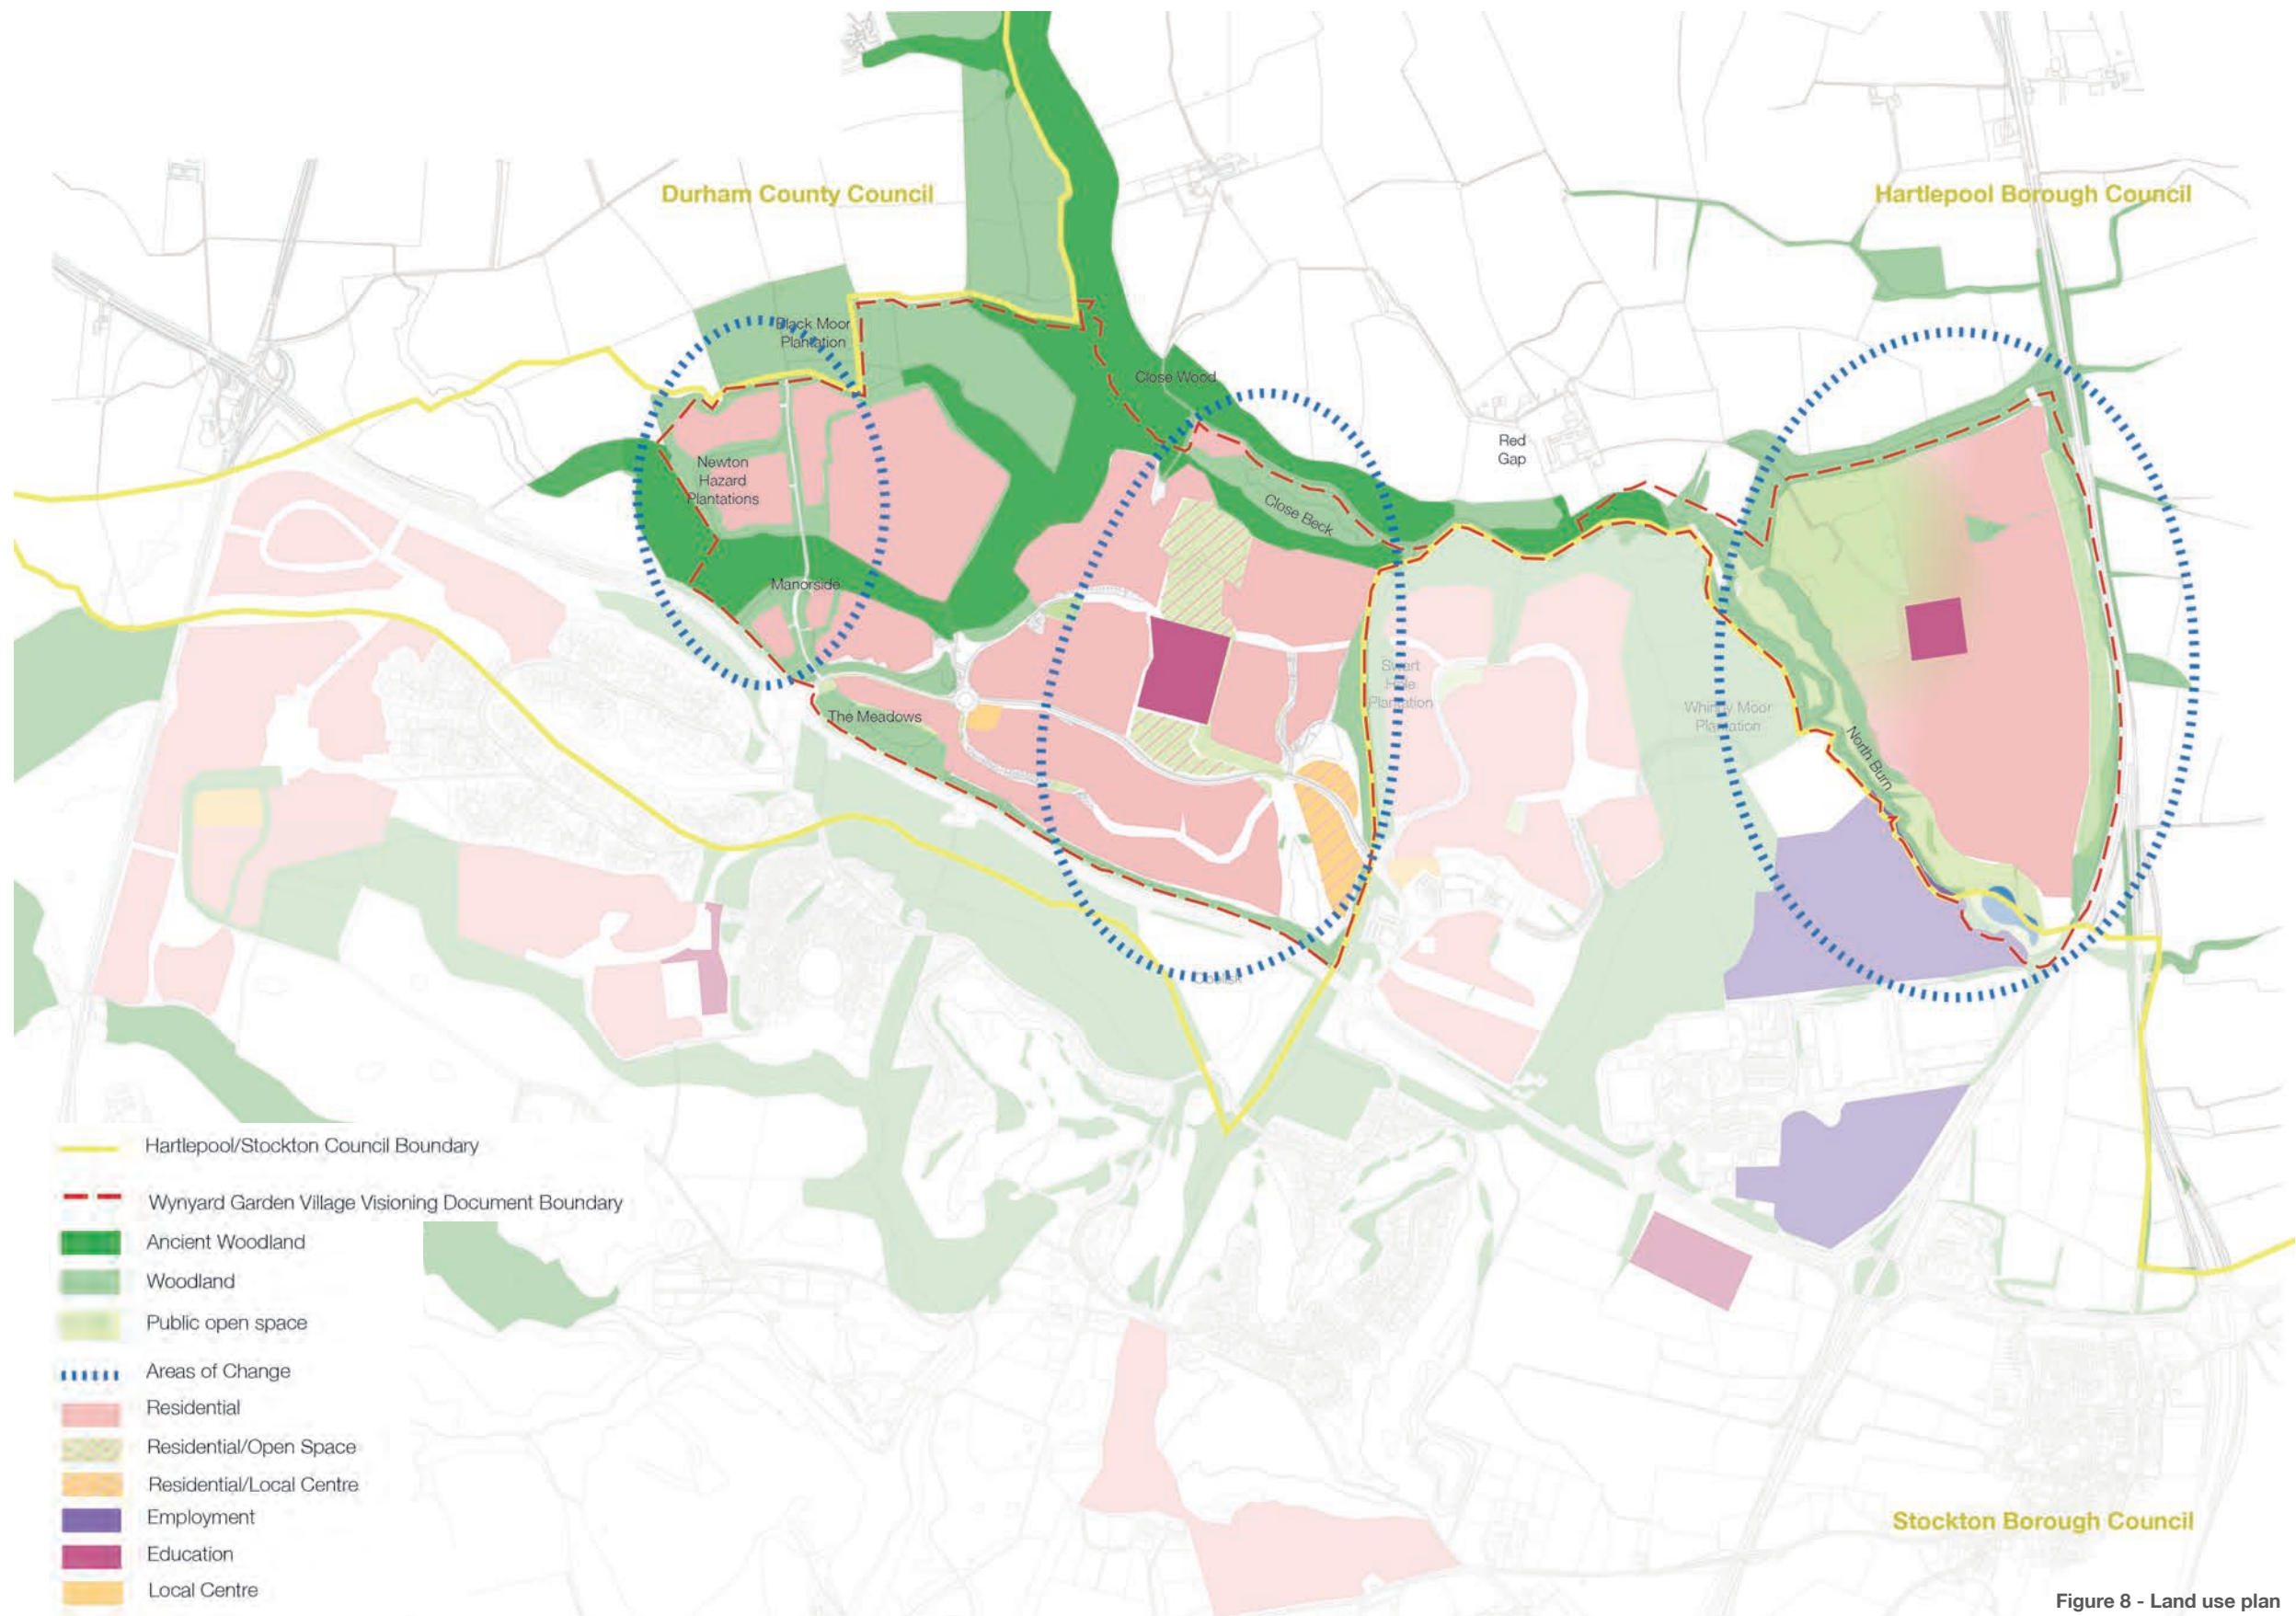 Durham County Council
Hartlepool Borough Council
Black Moor
Plantation
Close Wood
Red
Gap
Newton
Hazard
Plantations
Close Beck
Manorside
Swart
Hole
Plantation
The Meadows
Whinny Moor
Plantation
North Burn
Hartlepool/Stockton Council Boundary
Wynyard Garden Village Visioning Document Boundary
Ancient Woodland
Woodland
Public open space
Areas of Change
Residential
Residential/Open Space
Residential/Local Centre
Employment
Education
Local Centre
Stockton Borough Council
Figure 8 - Land use plan